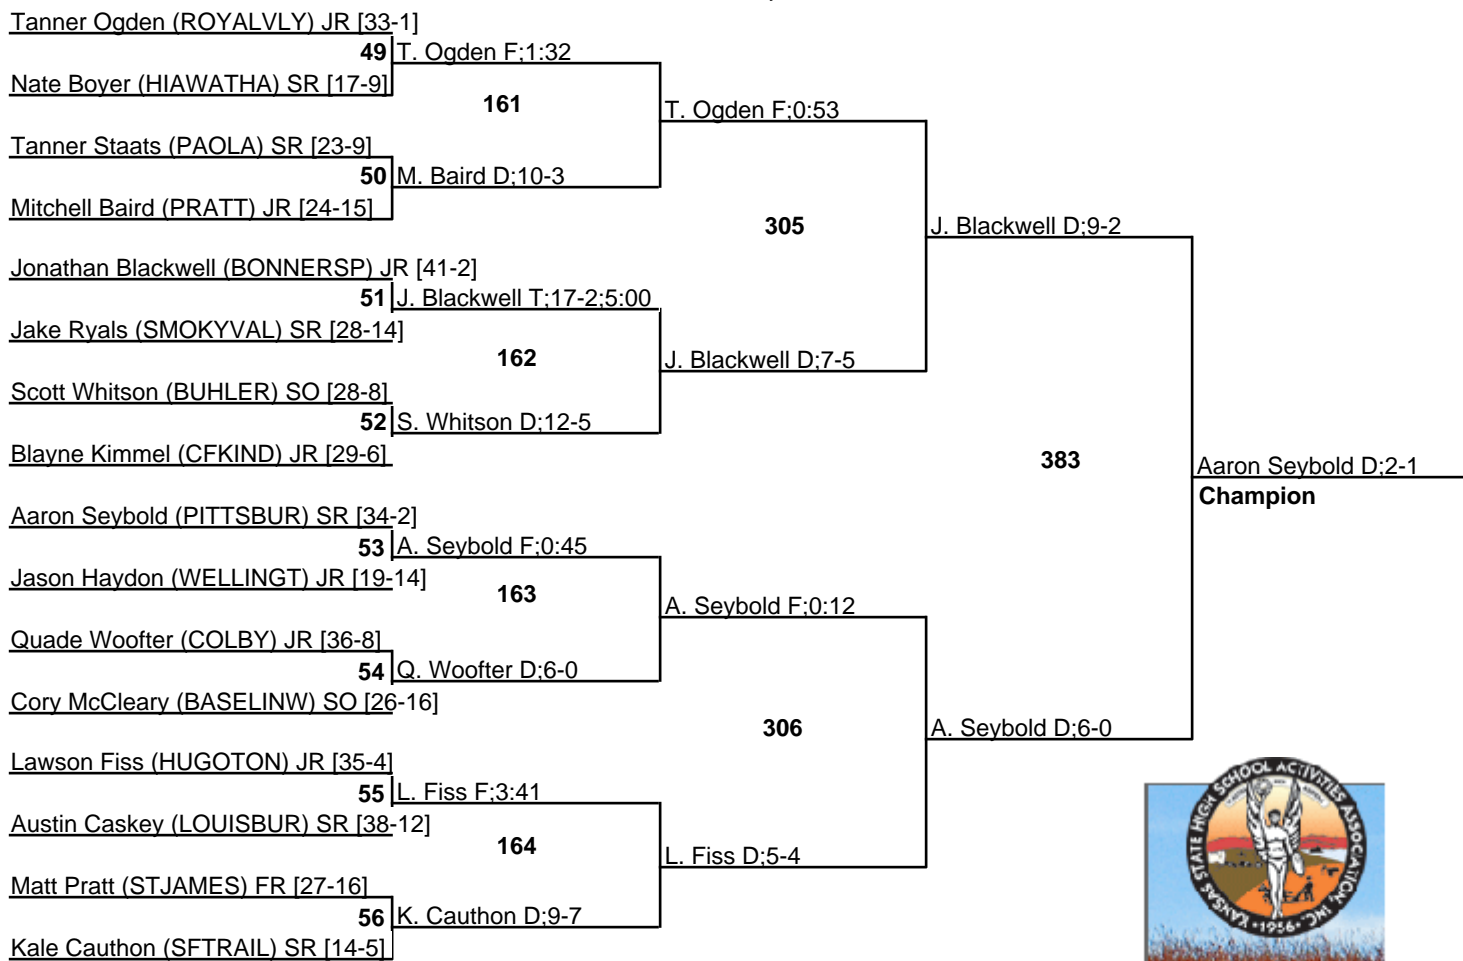 Tanner Ogden (ROYALVLY) JR [33-1]
49 T. Ogden F;1:32
Nate Boyer (HIAWATHA) SR [17-9]
161
T. Ogden F;0:53
Tanner Staats (PAOLA) SR [23-9]
50 M. Baird D;10-3
Mitchell Baird (PRATT) JR [24-15]
305
J. Blackwell D;9-2
Jonathan Blackwell (BONNERSP) JR [41-2]
51 J. Blackwell T;17-2;5:00
Jake Ryals (SMOKYVAL) SR [28-14]
162
J. Blackwell D;7-5
Scott Whitson (BUHLER) SO [28-8]
52 S. Whitson D;12-5
Blayne Kimmel (CFKIND) JR [29-6]
383
Aaron Seybold D;2-1
Champion
Aaron Seybold (PITTSBUR) SR [34-2]
53 A. Seybold F;0:45
Jason Haydon (WELLINGT) JR [19-14]
163
A. Seybold F;0:12
Quade Woofter (COLBY) JR [36-8]
54 Q. Woofter D;6-0
Cory McCleary (BASELINW) SO [26-16]
306
A. Seybold D;6-0
Lawson Fiss (HUGOTON) JR [35-4]
55 L. Fiss F;3:41
Austin Caskey (LOUISBUR) SR [38-12]
164
L. Fiss D;5-4
Matt Pratt (STJAMES) FR [27-16]
56 K. Cauthon D;9-7
Kale Cauthon (SFTRAIL) SR [14-5]
KANSAS STATE HIGH SCHOOL ACTIVITIES ASSOCIATION, INC.
•1956•